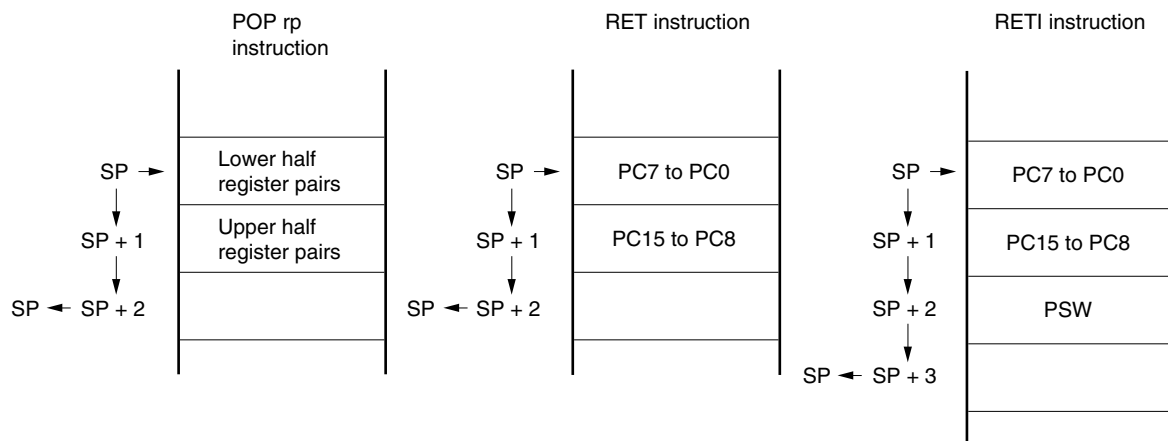 POP rp
instruction
SP
Lower half
register pairs
SP + 1
Upper half
register pairs
SP
SP + 2
RET instruction
SP
PC7 to PC0
SP + 1
PC15 to PC8
SP
SP + 2
RETI instruction
SP
PC7 to PC0
SP + 1
PC15 to PC8
SP + 2
PSW
SP
SP + 3